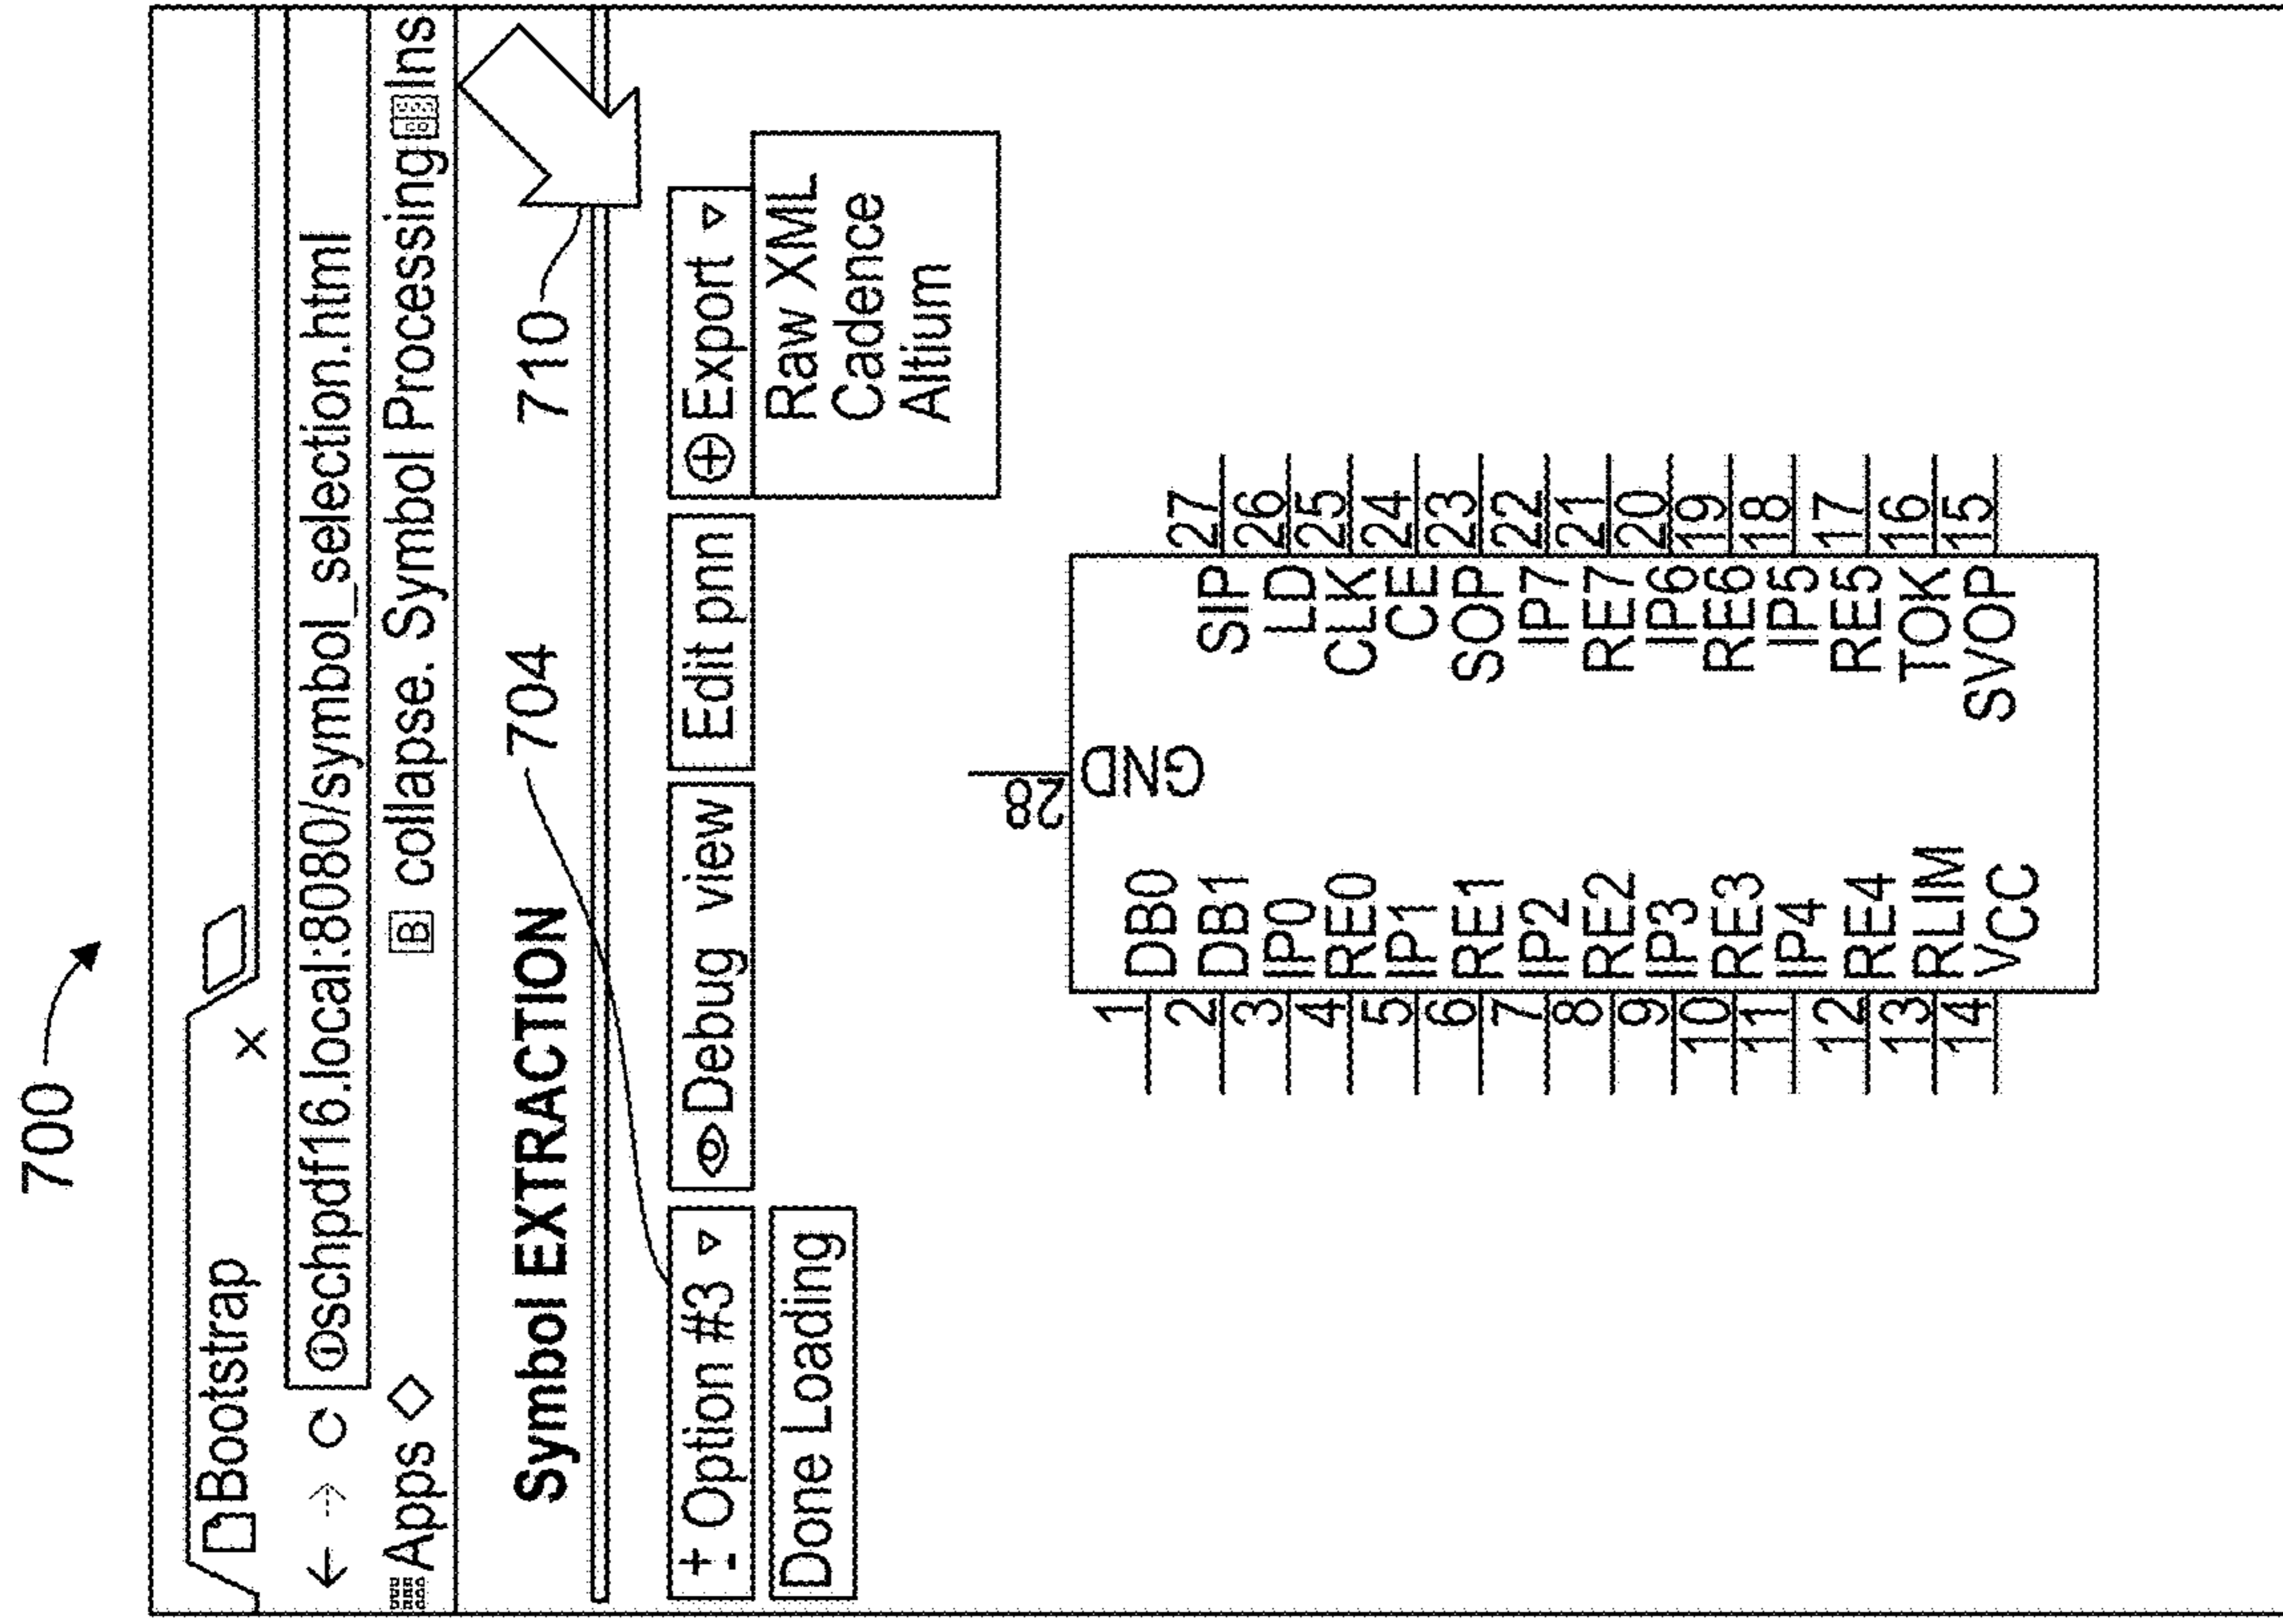 700
Bootstrap
×
schpdf16.local:8080/symbol_selection.html
Apps
B collapse. Symbol Processing Ins
Symbol EXTRACTION
704
710
Option #3
Debug view
Edit pnn
Export
Done Loading
Raw XML
Cadence
Altium
28
GND
1 DB0
2 DB1 SIP 27
3 IP0 LD 26
4 RE0 CLK 25
5 IP1 CE 24
6 RE1 SOP 23
7 IP2 IP7 22
8 RE2 RE7 21
9 IP3 IP6 20
10 RE3 RE6 19
11 IP4 IP5 18
12 RE4 RE5 17
13 RLIM TOK 16
14 VCC SVOP 15